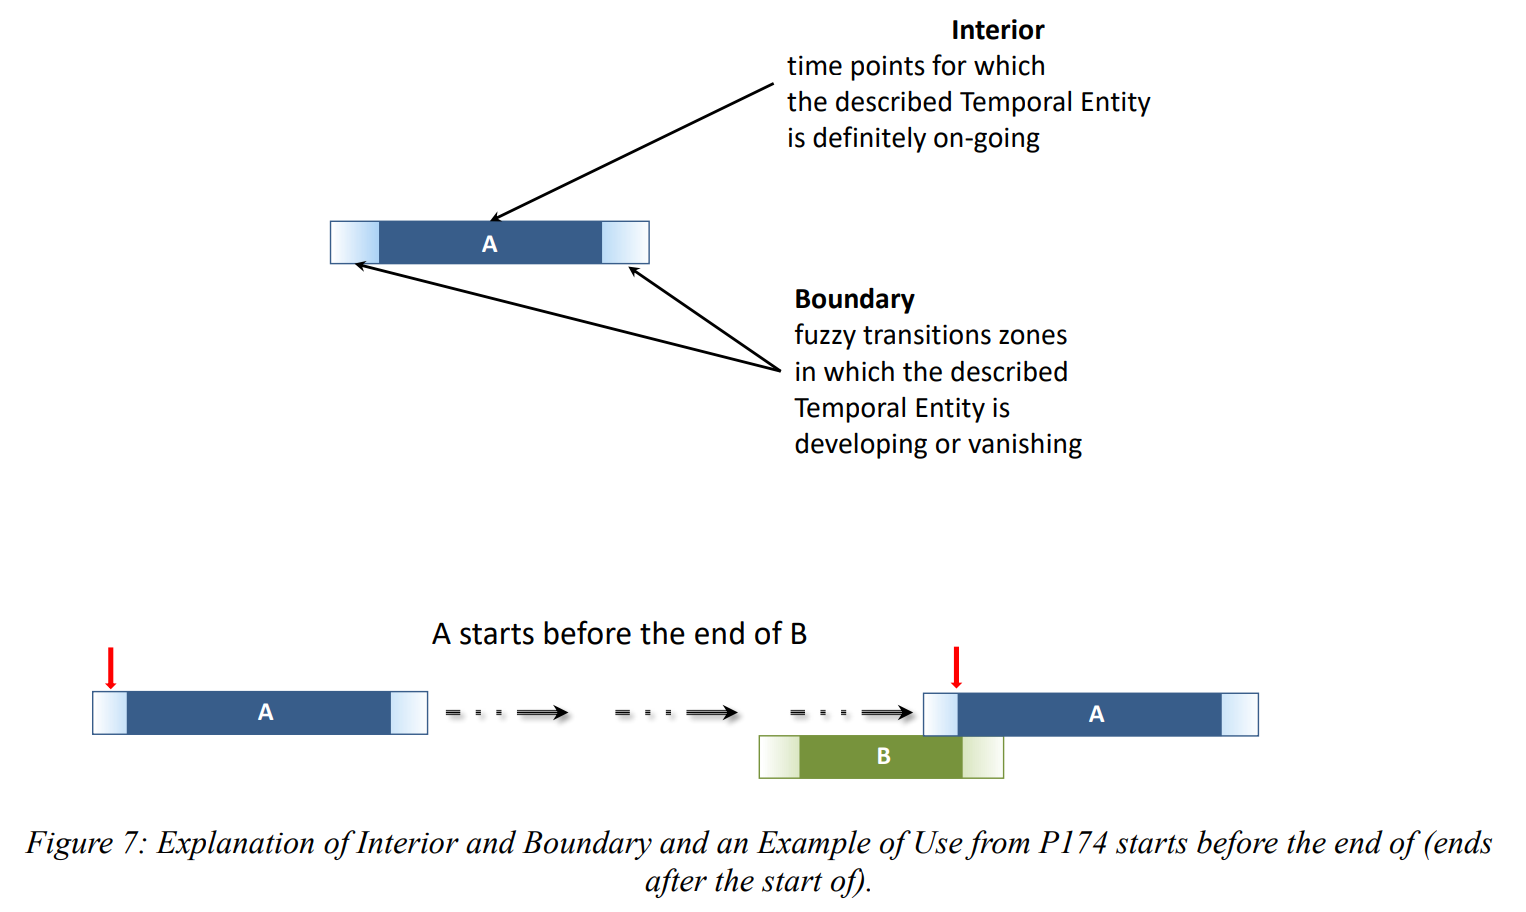 Interior
time points for which
the described Temporal Entity
is definitely on-going
A
Boundary
fuzzy transitions zones
in which the described
Temporal Entity is
developing or vanishing
A starts before the end of B
A
A
B
Figure 7: Explanation of Interior and Boundary and an Example of Use from P174 starts before the end of (ends
after the start of).